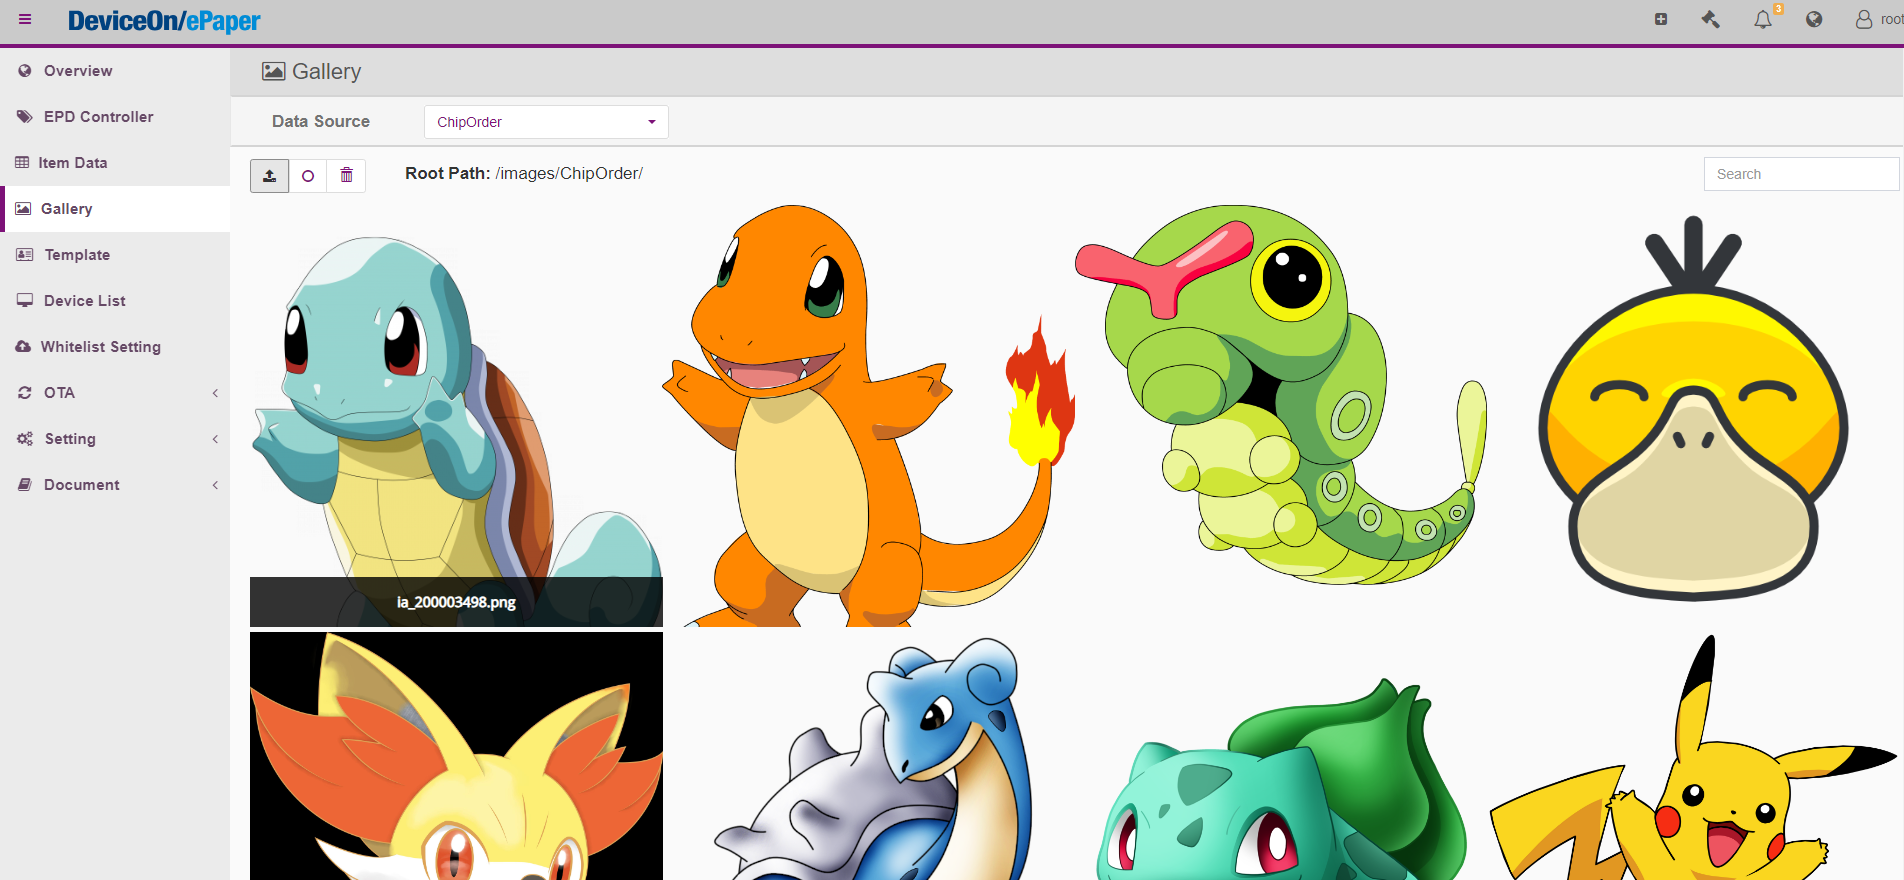 DeviceOn/ePaper
3
root
Overview
EPD Controller
Item Data
Gallery
Template
Device List
Whitelist Setting
OTA
Setting
Document
Gallery
Data Source
ChipOrder
Root Path: /images/ChipOrder/
Search
ia_200003498.png